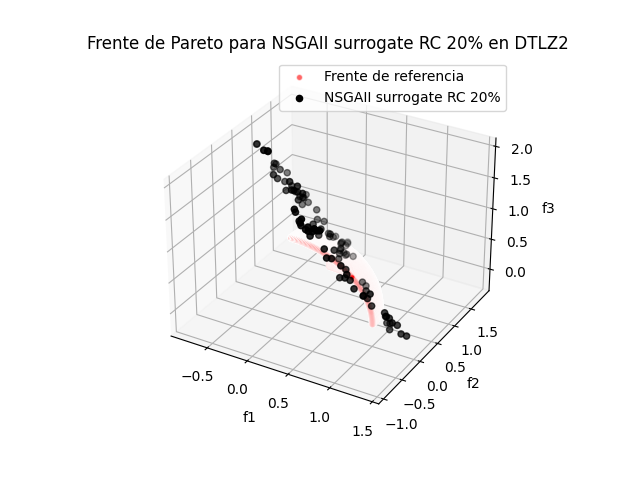 Frente de Pareto para NSGAII surrogate RC 20% en DTLZ2
Frente de referencia
NSGAII surrogate RC 20%
2.0
1.5
1.0
0.5
0.0
f3
−0.5
0.0
0.5
1.0
1.5
f1
−1.0
−0.5
0.0
0.5
1.0
1.5
f2